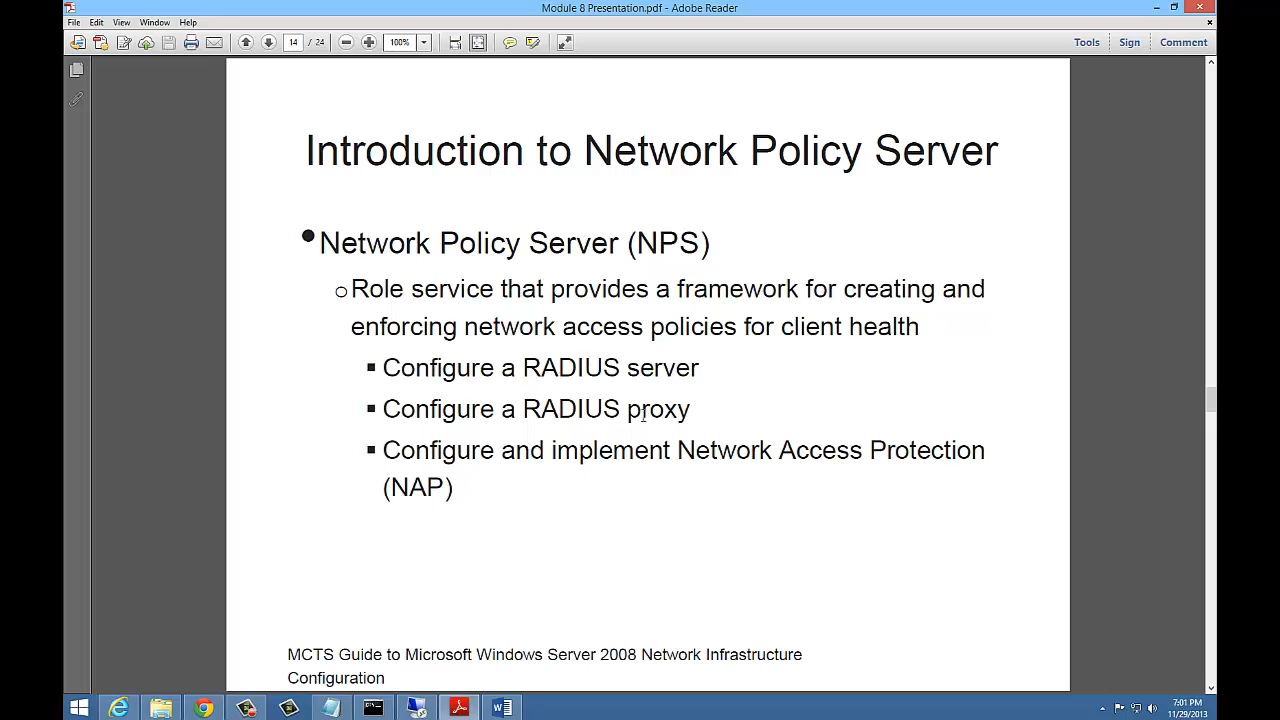 Module 8 Presentation.pdf - Adobe Reader
File Edit View Window Help
14 / 24 100% Tools Sign Comment
Introduction to Network Policy Server
• Network Policy Server (NPS)
o Role service that provides a framework for creating and
enforcing network access policies for client health
▪ Configure a RADIUS server
▪ Configure a RADIUS proxy
▪ Configure and implement Network Access Protection
(NAP)
MCTS Guide to Microsoft Windows Server 2008 Network Infrastructure
Configuration
7:01 PM
11/29/2013